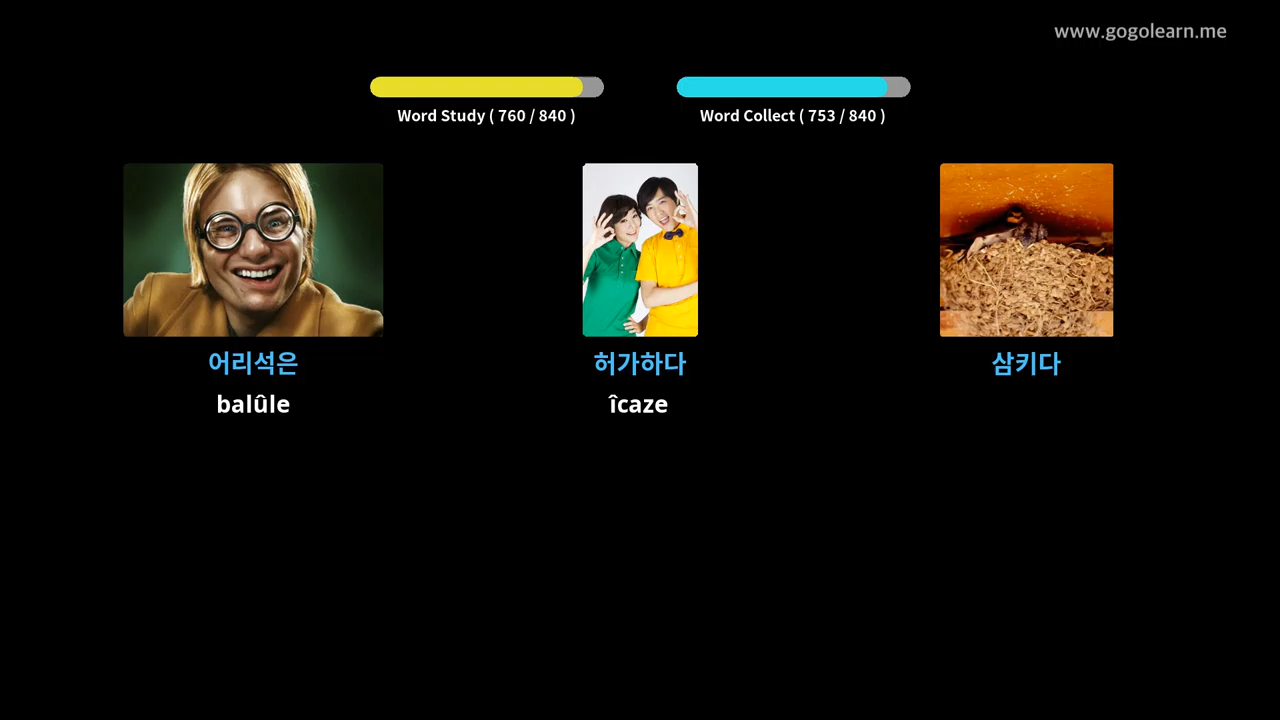 www.gogolearn.me
Word Study ( 760 / 840 )
Word Collect ( 753 / 840 )
어리석은
balûle
허가하다
îcaze
삼키다